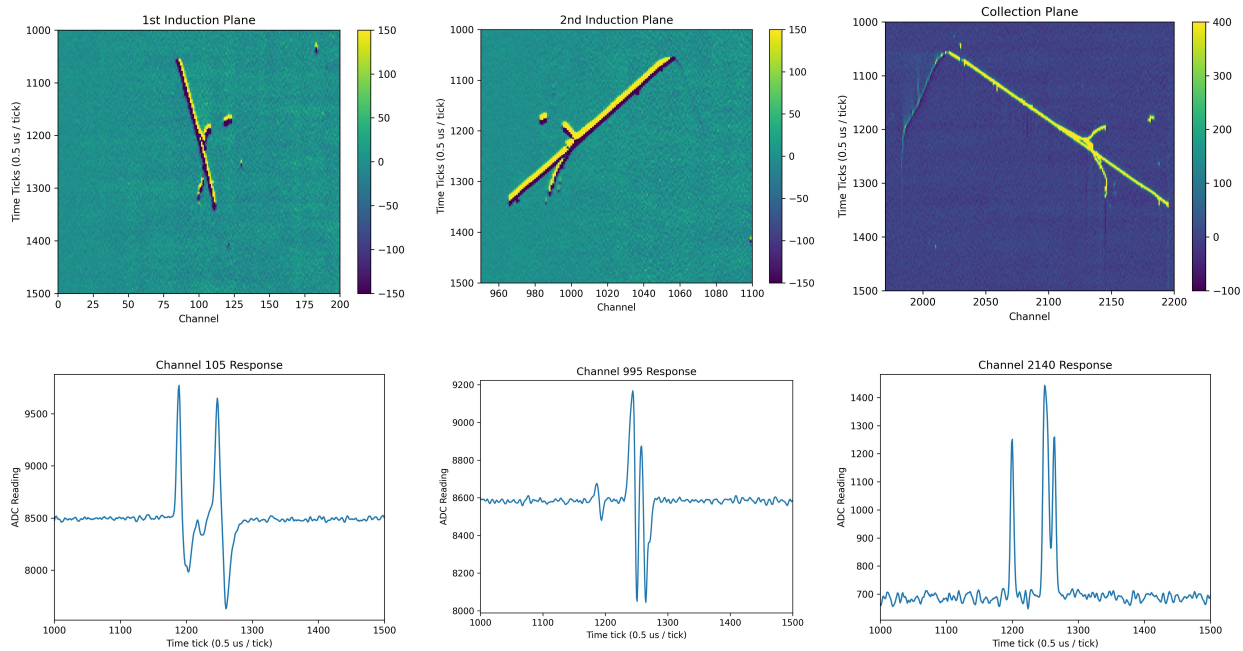 1st Induction Plane
Time Ticks (0.5 us / tick)
1000
1100
1200
1300
1400
1500
0 25 50 75 100 125 150 175 200
Channel
150
100
50
0
−50
−100
−150
2nd Induction Plane
Time Ticks (0.5 us / tick)
1000
1100
1200
1300
1400
1500
960 980 1000 1020 1040 1060 1080 1100
Channel
150
100
50
0
−50
−100
−150
Collection Plane
Time Ticks (0.5 us / tick)
1000
1100
1200
1300
1400
1500
2000 2050 2100 2150 2200
Channel
400
300
200
100
0
−100
Channel 105 Response
ADC Reading
9500
9000
8500
8000
1000 1100 1200 1300 1400 1500
Time tick (0.5 us / tick)
Channel 995 Response
ADC Reading
9200
9000
8800
8600
8400
8200
8000
1000 1100 1200 1300 1400 1500
Time tick (0.5 us / tick)
Channel 2140 Response
ADC Reading
1400
1300
1200
1100
1000
900
800
700
1000 1100 1200 1300 1400 1500
Time tick (0.5 us / tick)